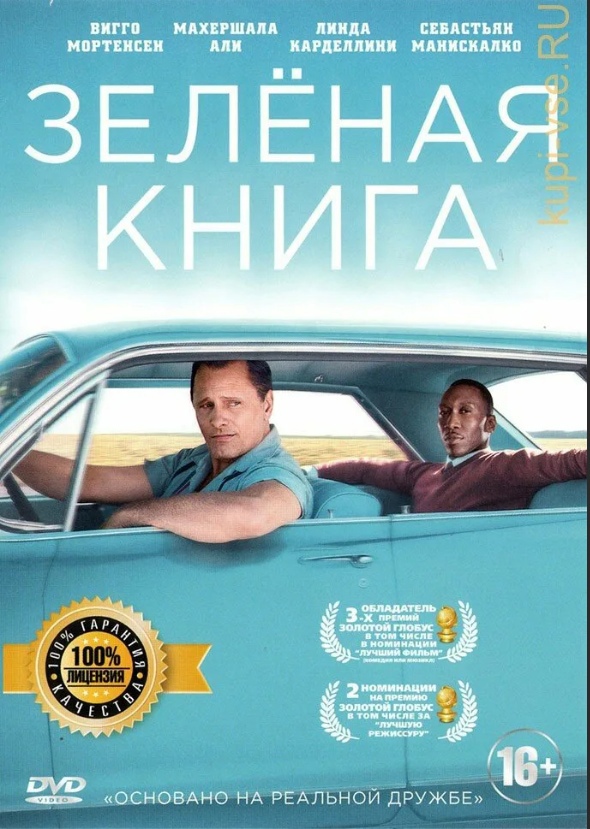 ВИГГО МОРТЕНСЕН
МАХЕРШАЛА АЛИ
ЛИНДА КАРДЕЛЛИНИ
СЕБАСТЬЯН МАНИСКАЛКО
ЗЕЛЁНАЯ
КНИГА
kupi-vse.RU
100% ГАРАНТИЯ
100%
ЛИЦЕНЗИЯ
КАЧЕСТВА
ОБЛАДАТЕЛЬ
3-Х ПРЕМИЙ
ЗОЛОТОЙ ГЛОБУС
В ТОМ ЧИСЛЕ
В НОМИНАЦИИ
"ЛУЧШИЙ ФИЛЬМ"
(КОМЕДИЯ ИЛИ МЮЗИКЛ)
2 НОМИНАЦИИ
НА ПРЕМИЮ
ЗОЛОТОЙ ГЛОБУС
В ТОМ ЧИСЛЕ ЗА
"ЛУЧШУЮ
РЕЖИССУРУ"
16+
DVD
VIDEO
«ОСНОВАНО НА РЕАЛЬНОЙ ДРУЖБЕ»